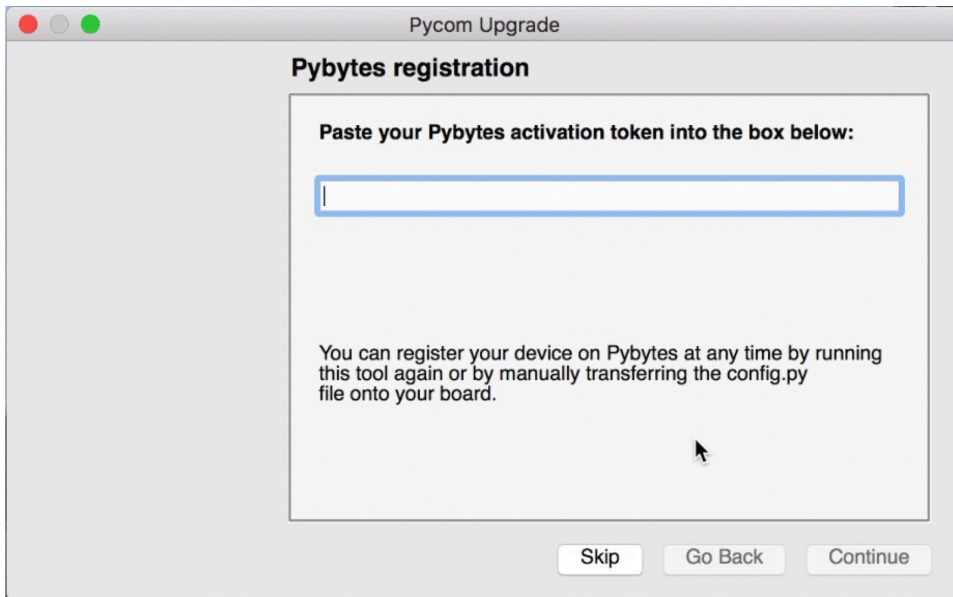 Pycom Upgrade
Pybytes registration
Paste your Pybytes activation token into the box below:
You can register your device on Pybytes at any time by running
this tool again or by manually transferring the config.py
file onto your board.
Skip
Go Back
Continue